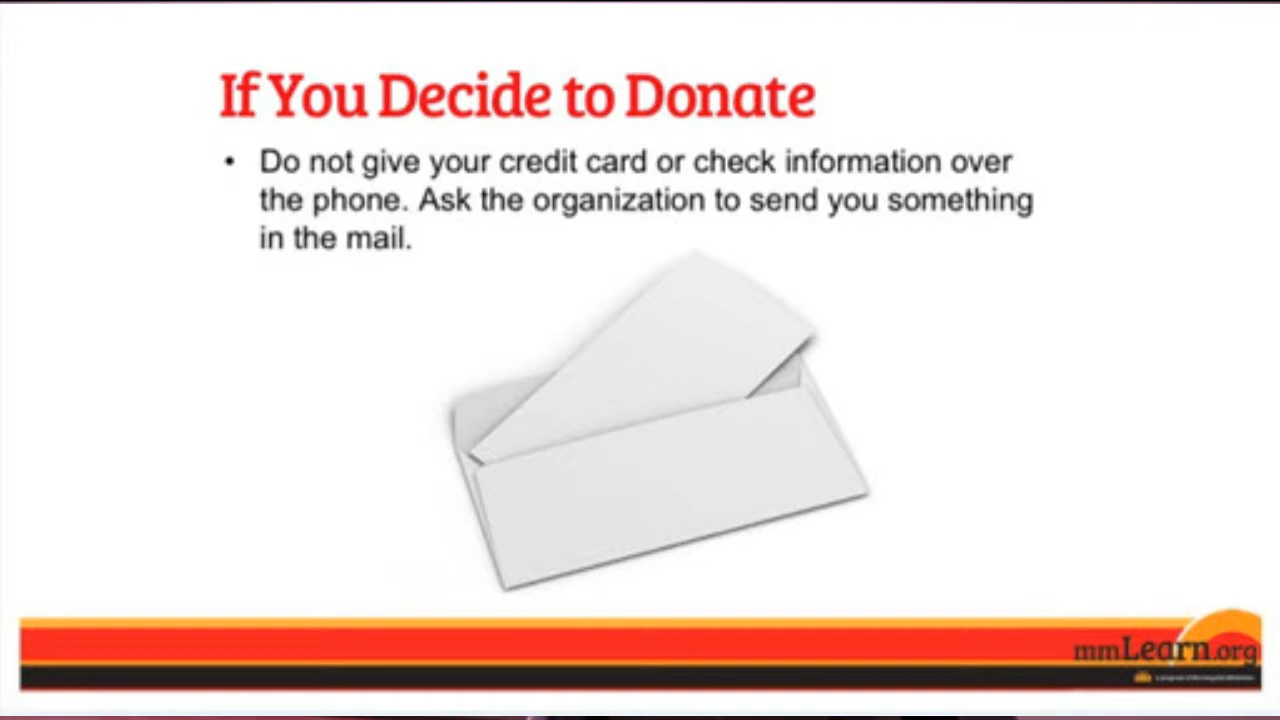 If You Decide to Donate
• Do not give your credit card or check information over
the phone. Ask the organization to send you something
in the mail.
mmLearn.org